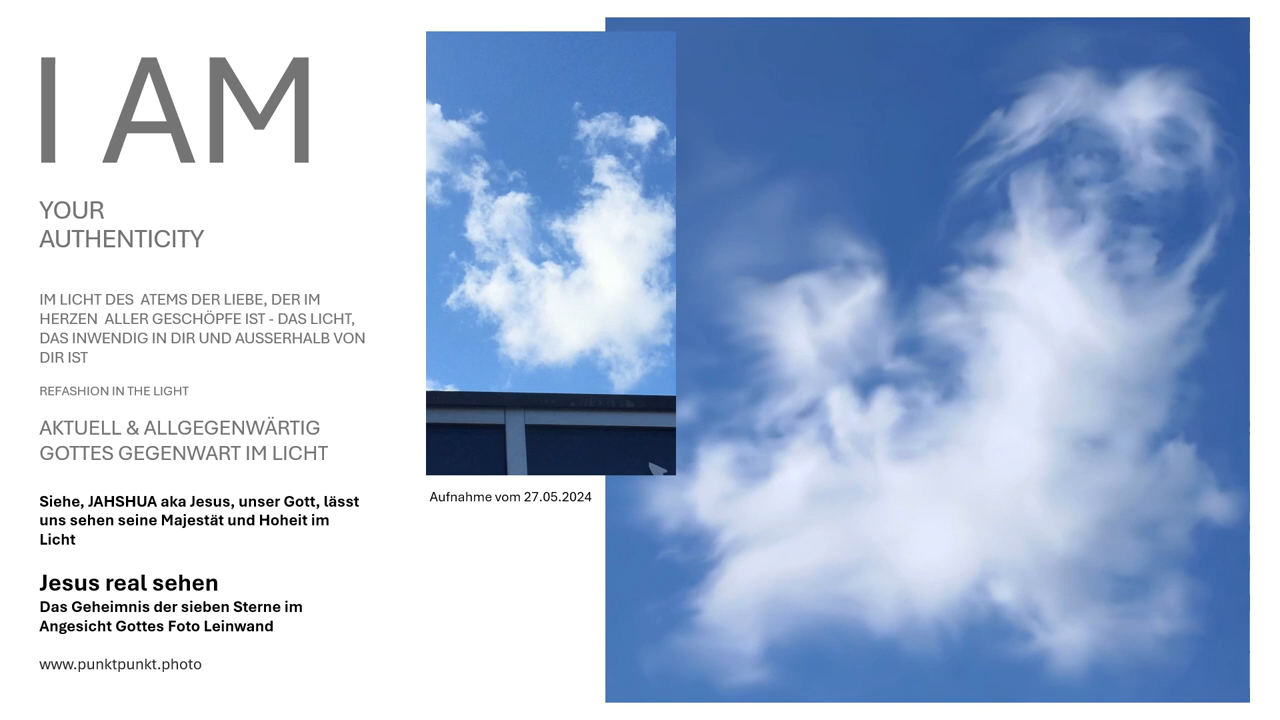 I AM
YOUR
AUTHENTICITY
IM LICHT DES  ATEMS DER LIEBE, DER IM
HERZEN  ALLER GESCHÖPFE IST - DAS LICHT,
DAS INWENDIG IN DIR UND AUSSERHALB VON
DIR IST
REFASHION IN THE LIGHT
AKTUELL & ALLGEGENWÄRTIG
GOTTES GEGENWART IM LICHT
Siehe, JAHSHUA aka Jesus, unser Gott, lässt
uns sehen seine Majestät und Hoheit im
Licht
Jesus real sehen
Das Geheimnis der sieben Sterne im
Angesicht Gottes Foto Leinwand
www.punktpunkt.photo
Aufnahme vom 27.05.2024